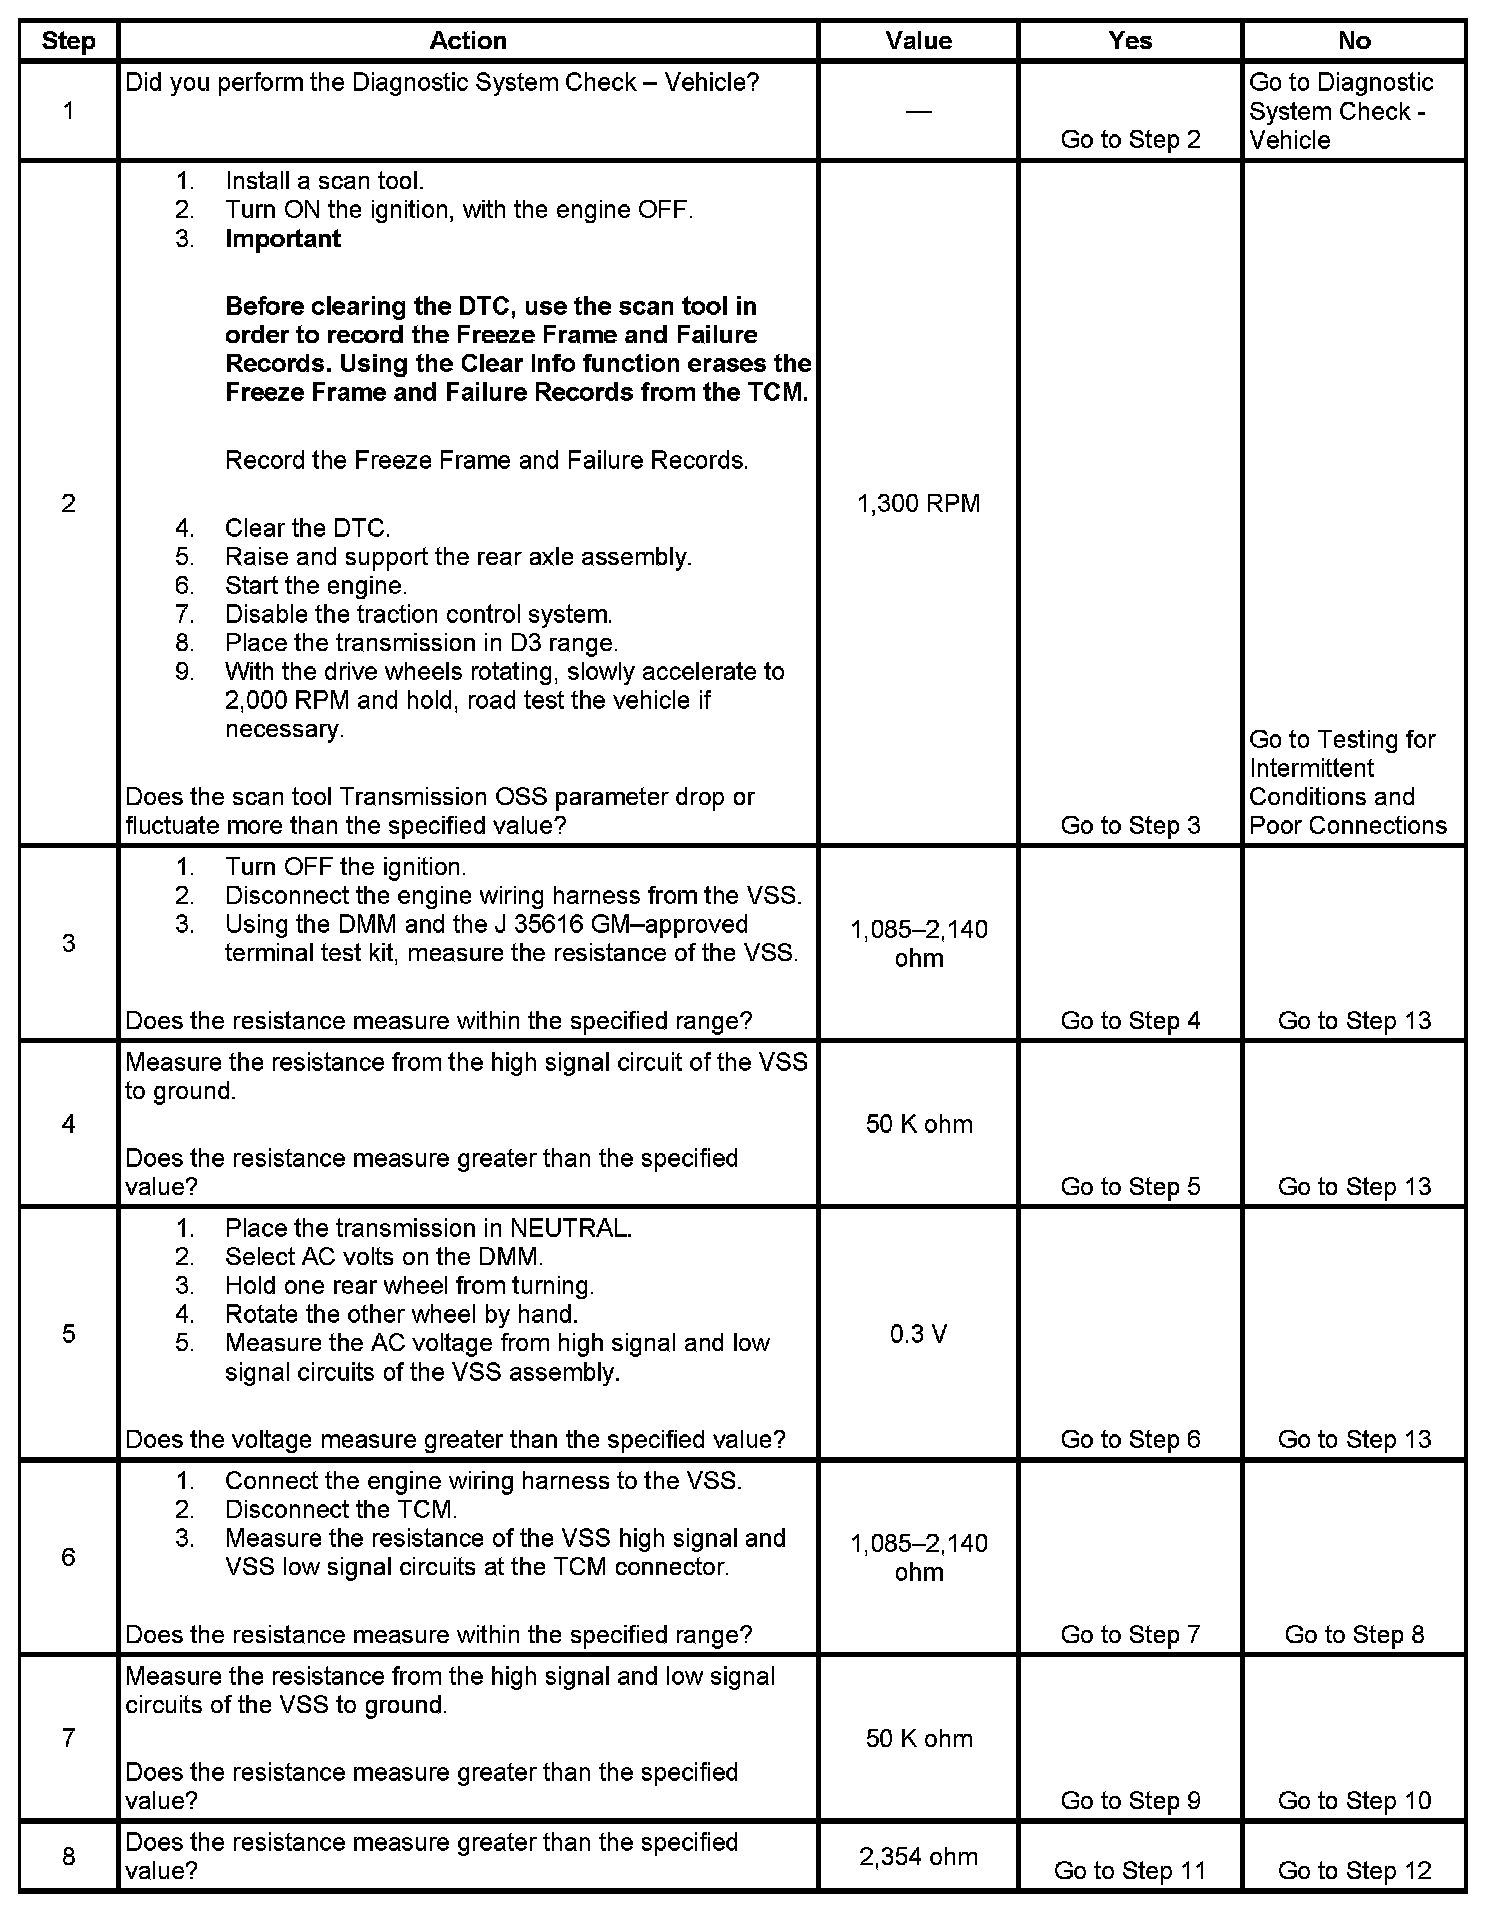 Step Action Value Yes No
Did you perform the Diagnostic System Check – Vehicle?
1
—
Go to Step 2
Go to Diagnostic
System Check -
Vehicle
1. Install a scan tool.
2. Turn ON the ignition, with the engine OFF.
3. Important
Before clearing the DTC, use the scan tool in
order to record the Freeze Frame and Failure
Records. Using the Clear Info function erases the
Freeze Frame and Failure Records from the TCM.
Record the Freeze Frame and Failure Records.
2
1,300 RPM
4. Clear the DTC.
5. Raise and support the rear axle assembly.
6. Start the engine.
7. Disable the traction control system.
8. Place the transmission in D3 range.
9. With the drive wheels rotating, slowly accelerate to
2,000 RPM and hold, road test the vehicle if
necessary.
Does the scan tool Transmission OSS parameter drop or
fluctuate more than the specified value?
Go to Step 3
Go to Testing for
Intermittent
Conditions and
Poor Connections
1. Turn OFF the ignition.
2. Disconnect the engine wiring harness from the VSS.
3. Using the DMM and the J 35616 GM–approved
terminal test kit, measure the resistance of the VSS.
3
1,085–2,140
ohm
Does the resistance measure within the specified range?
Go to Step 4
Go to Step 13
Measure the resistance from the high signal circuit of the VSS
to ground.
4
50 K ohm
Does the resistance measure greater than the specified
value?
Go to Step 5
Go to Step 13
1. Place the transmission in NEUTRAL.
2. Select AC volts on the DMM.
3. Hold one rear wheel from turning.
4. Rotate the other wheel by hand.
5. Measure the AC voltage from high signal and low
signal circuits of the VSS assembly.
5
0.3 V
Does the voltage measure greater than the specified value?
Go to Step 6
Go to Step 13
1. Connect the engine wiring harness to the VSS.
2. Disconnect the TCM.
3. Measure the resistance of the VSS high signal and
VSS low signal circuits at the TCM connector.
6
1,085–2,140
ohm
Does the resistance measure within the specified range?
Go to Step 7
Go to Step 8
Measure the resistance from the high signal and low signal
circuits of the VSS to ground.
7
50 K ohm
Does the resistance measure greater than the specified
value?
Go to Step 9
Go to Step 10
8
Does the resistance measure greater than the specified
value?
2,354 ohm
Go to Step 11
Go to Step 12